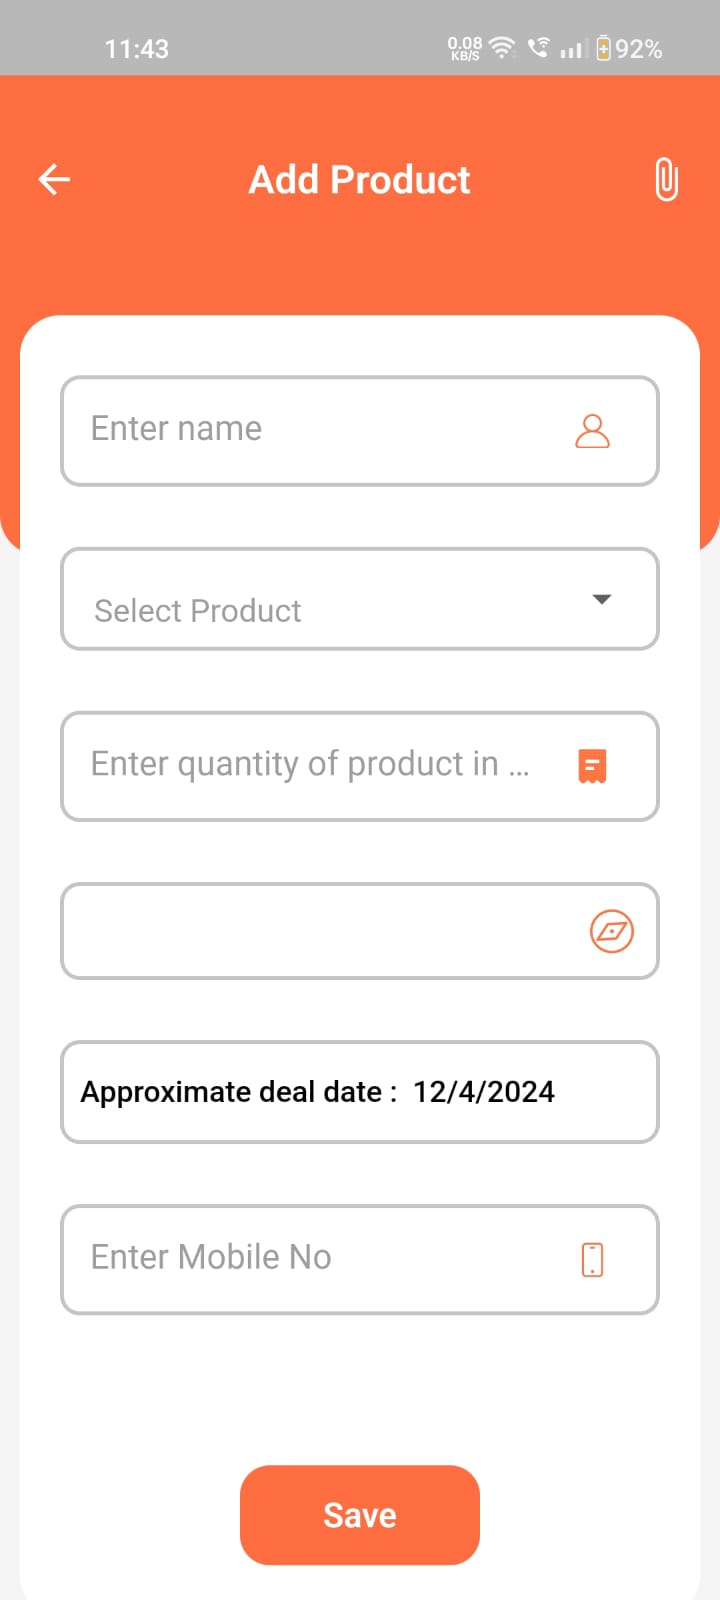 11:43
0.08
KB/S
92%
Add Product
Enter name
Select Product
Enter quantity of product in ...
Approximate deal date :  12/4/2024
Enter Mobile No
Save